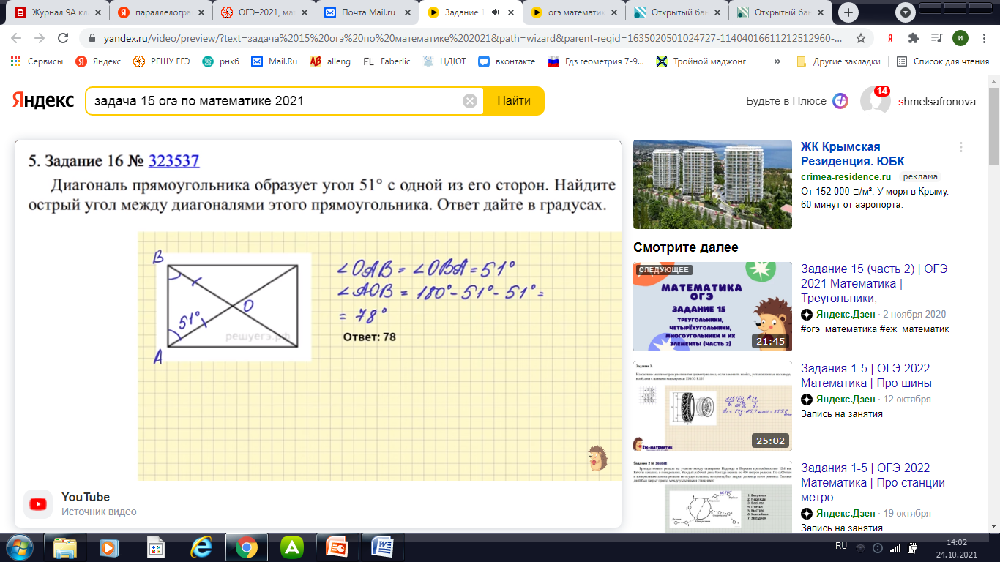 Журнал 9А кл
параллелогра
ОГЭ–2021, ма
Почта Mail.ru
Задание 1
огэ математи
Открытый бан
Открытый бан
yandex.ru/video/preview/?text=задача%2015%20огэ%20по%20математике%202021&path=wizard&parent-reqid=1635020501024727-11404016611212512960-...
Сервисы Яндекс РЕШУ ЕГЭ рнкб Mail.Ru alleng Faberlic ЦДЮТ вконтакте Гдз геометрия 7-9... Тройной маджонг » Другие закладки Список для чтения
Яндекс
задача 15 огэ по математике 2021
Найти
Будьте в Плюсе
14
shmelsafronova
5. Задание 16 № 323537
Диагональ прямоугольника образует угол 51° с одной из его сторон. Найдите
острый угол между диагоналями этого прямоугольника. Ответ дайте в градусах.
B
O
51°
решуегэ.рф
A
∠OAB = ∠OBA = 51°
∠AOB = 180° - 51° - 51° =
= 78°
Ответ: 78
YouTube
Источник видео
ЖК Крымская
Резиденция. ЮБК
crimea-residence.ru реклама
От 152 000 ⊏/м². У моря в Крыму.
60 минут от аэропорта.
Смотрите далее
СЛЕДУЮЩЕЕ
МАТЕМАТИКА
ОГЭ
ЗАДАНИЕ 15
ТРЕУГОЛЬНИКИ,
ЧЕТЫРЁХУГОЛЬНИКИ,
МНОГОУГОЛЬНИКИ И ИХ
ЭЛЕМЕНТЫ (ЧАСТЬ 2)
21:45
Задание 15 (часть 2) | ОГЭ
2021 Математика |
Треугольники,
Яндекс.Дзен · 2 ноября 2020
#огэ_математика #ёж_математик
25:02
Задания 1-5 | ОГЭ 2022
Математика | Про шины
Яндекс.Дзен · 12 октября
Запись на занятия
Задания 1-5 | ОГЭ 2022
Математика | Про станции
метро
Яндекс.Дзен · 19 октября
Запись на занятия
RU
14:02
24.10.2021